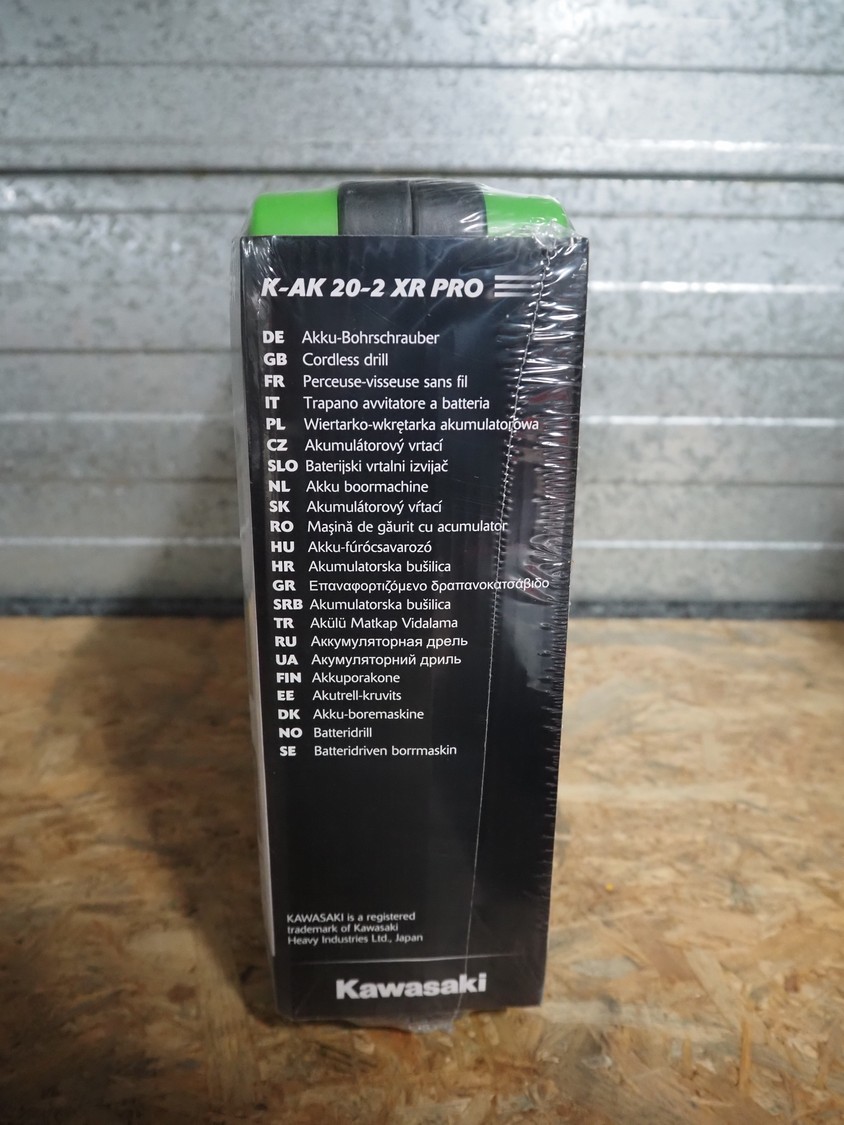 K-AK 20-2 XR PRO
DE Akku-Bohrschrauber
GB Cordless drill
FR Perceuse-visseuse sans fil
IT Trapano avvitatore a batteria
PL Wiertarko-wkrętarka akumulatorowa
CZ Akumulátorový vrtací
SLO Baterijski vrtalni izvijač
NL Akku boormachine
SK Akumulátorový vŕtací
RO Mașină de găurit cu acumulator
HU Akku-fúrócsavarozó
HR Akumulatorska bušilica
GR Επαναφορτιζόμενο δραπανοκατσάβιδο
SRB Akumulatorska bušilica
TR Akülü Matkap Vidalama
RU Аккумуляторная дрель
UA Акумуляторний дриль
FIN Akkuporakone
EE Akutrell-kruvits
DK Akku-boremaskine
NO Batteridrill
SE Batteridriven borrmaskin
KAWASAKI is a registered
trademark of Kawasaki
Heavy Industries Ltd., Japan
Kawasaki